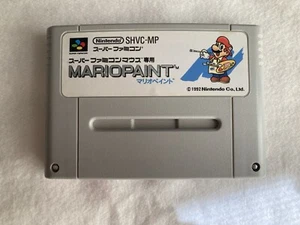 Nintendo SHVC-MP
スーパーファミコン
スーパーファミコンマウス専用
MARIOPAINT™
マリオペイント
© 1992 Nintendo Co., Ltd.